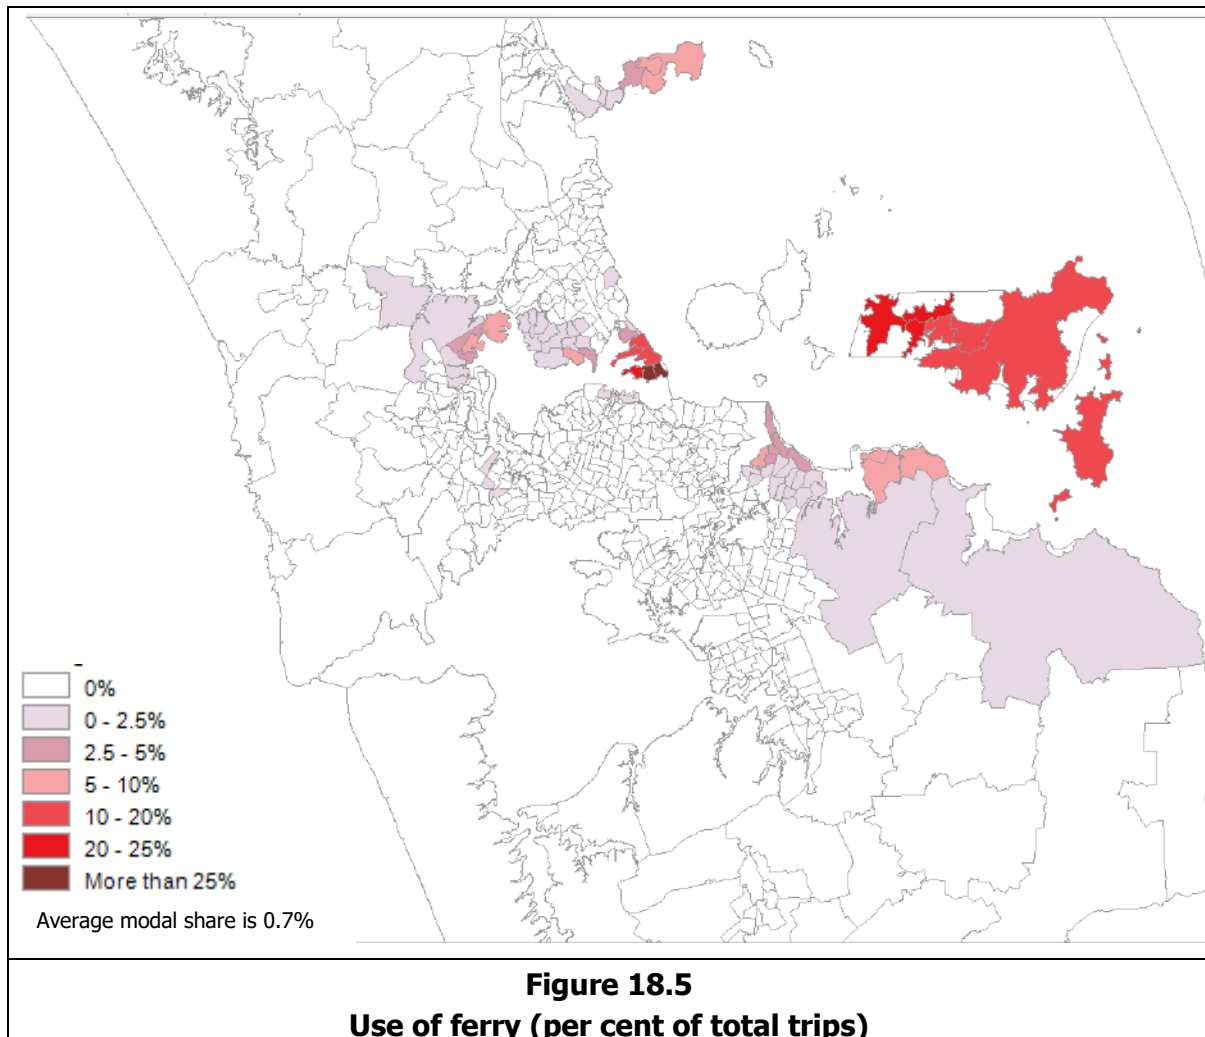 0%
0 - 2.5%
2.5 - 5%
5 - 10%
10 - 20%
20 - 25%
More than 25%
Average modal share is 0.7%
Figure 18.5
Use of ferry (per cent of total trips)